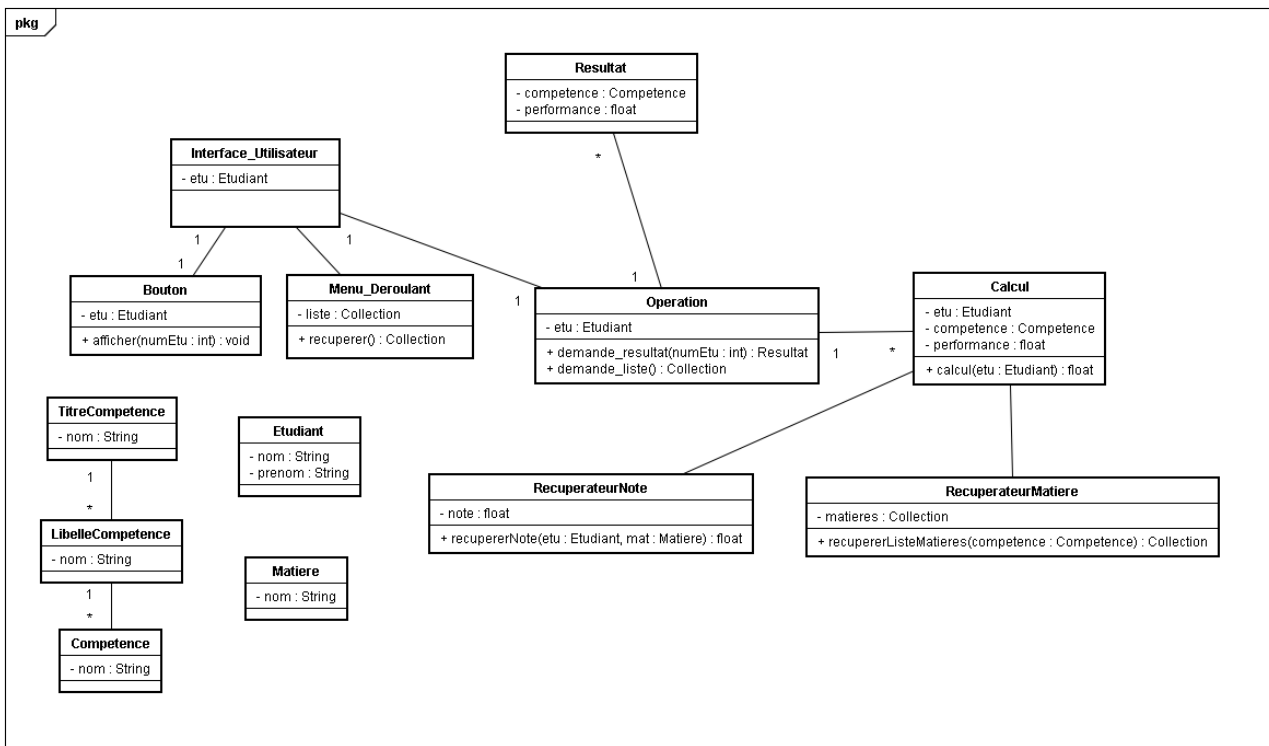 pkg
Resultat
- competence : Competence
- performance : float
*
1
Interface_Utilisateur
- etu : Etudiant
1
1
1
1
Bouton
- etu : Etudiant
+ afficher(numEtu : int) : void
Menu_Deroulant
- liste : Collection
+ recuperer() : Collection
Operation
- etu : Etudiant
+ demande_resultat(numEtu : int) : Resultat
+ demande_liste() : Collection
1
*
Calcul
- etu : Etudiant
- competence : Competence
- performance : float
+ calcul(etu : Etudiant) : float
TitreCompetence
- nom : String
1
*
LibelleCompetence
- nom : String
1
*
Competence
- nom : String
Etudiant
- nom : String
- prenom : String
Matiere
- nom : String
RecuperateurNote
- note : float
+ recupererNote(etu : Etudiant, mat : Matiere) : float
RecuperateurMatiere
- matieres : Collection
+ recupererListeMatieres(competence : Competence) : Collection